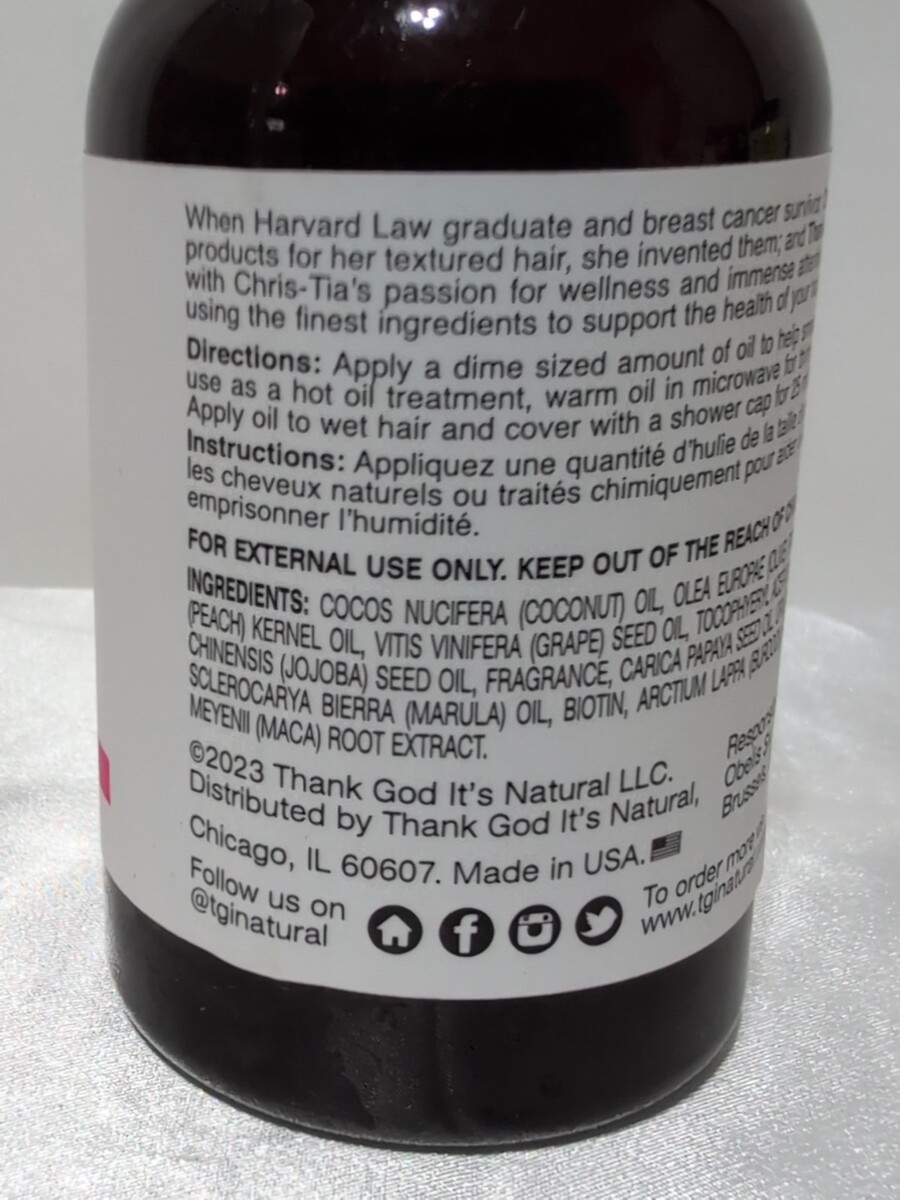 When Harvard Law graduate and breast cancer
products for her textured hair, she invented them; and
with Chris-Tia's passion for wellness and immense
using the finest ingredients to support the health of your
Directions: Apply a dime sized amount of oil to help
use as a hot oil treatment, warm oil in microwave for
Apply oil to wet hair and cover with a shower cap for 25
Instructions: Appliquez une quantité d'hulie de la taille
les cheveux naturels ou traités chimiquement pour aider
emprisonner l'humidité.
FOR EXTERNAL USE ONLY. KEEP OUT OF THE REACH OF
INGREDIENTS: COCOS NUCIFERA (COCONUT) OIL, OLEA EUROPAE (OLIVE
(PEACH) KERNEL OIL, VITIS VINIFERA (GRAPE) SEED OIL, TOCOPHERYL
CHINENSIS (JOJOBA) SEED OIL, FRAGRANCE, CARICA PAPAYA SEED OIL,
SCLEROCARYA BIERRA (MARULA) OIL, BIOTIN, ARCTIUM LAPPA
MEYENII (MACA) ROOT EXTRACT.
©2023 Thank God It's Natural LLC.
Distributed by Thank God It's Natural,
Chicago, IL 60607. Made in USA.
Obelis
Brussels
Follow us on
@tginatural
To order more
www.tginatural